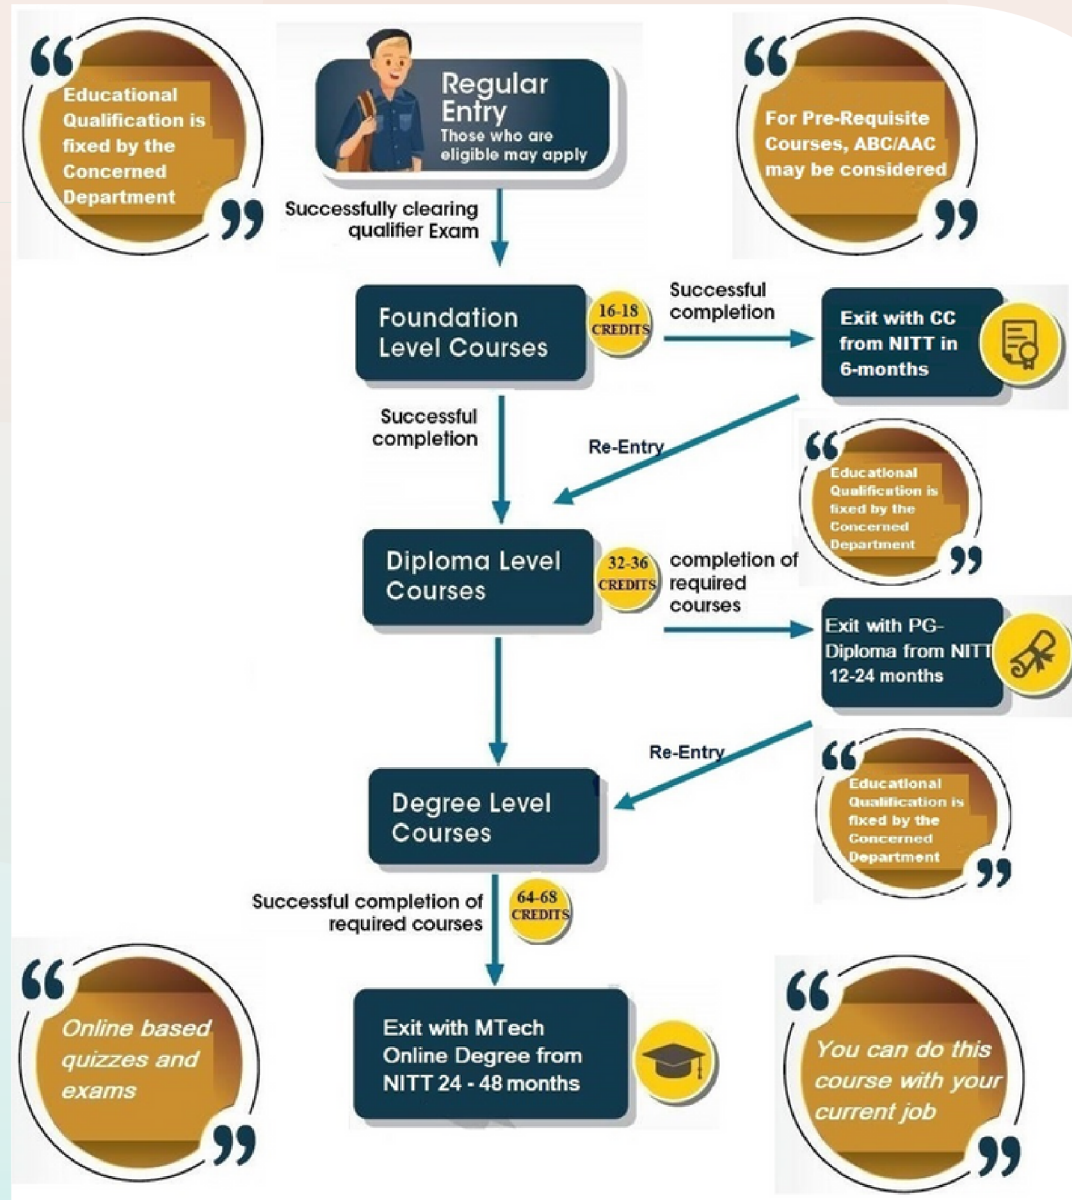 Educational
Qualification is
fixed by the
Concerned
Department
Regular
Entry
Those who are
eligible may apply
For Pre-Requisite
Courses, ABC/AAC
may be considered
Successfully clearing
qualifier Exam
Foundation
Level Courses
16-18
CREDITS
Successful
completion
Exit with CC
from NITT in
6-months
Successful
completion
Re-Entry
Educational
Qualification is
fixed by the
Concerned
Department
Diploma Level
Courses
32-36
CREDITS
completion of
required
courses
Exit with PG-
Diploma from NITT
12-24 months
Re-Entry
Educational
Qualification is
fixed by the
Concerned
Department
Degree Level
Courses
Successful completion of
required courses
64-68
CREDITS
Exit with MTech
Online Degree from
NITT 24 - 48 months
Online based
quizzes and
exams
You can do this
course with your
current job